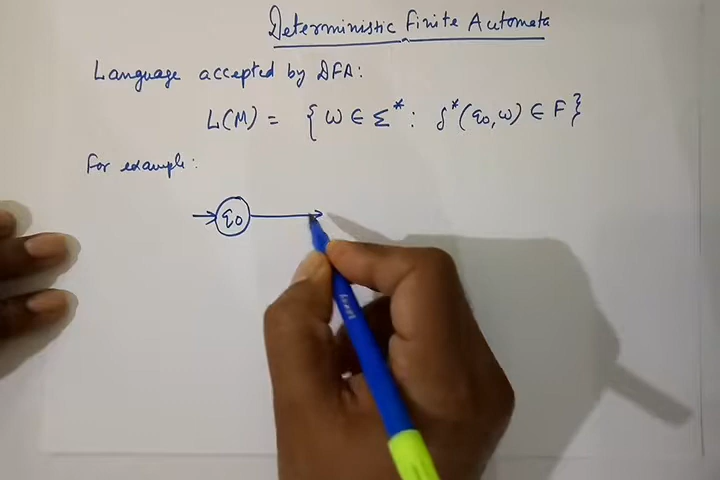 Deterministic Finite Automata
Language accepted by DFA:
L(M) = { W ∈ Σ* : δ*(q0, w) ∈ F}
For example:
q0